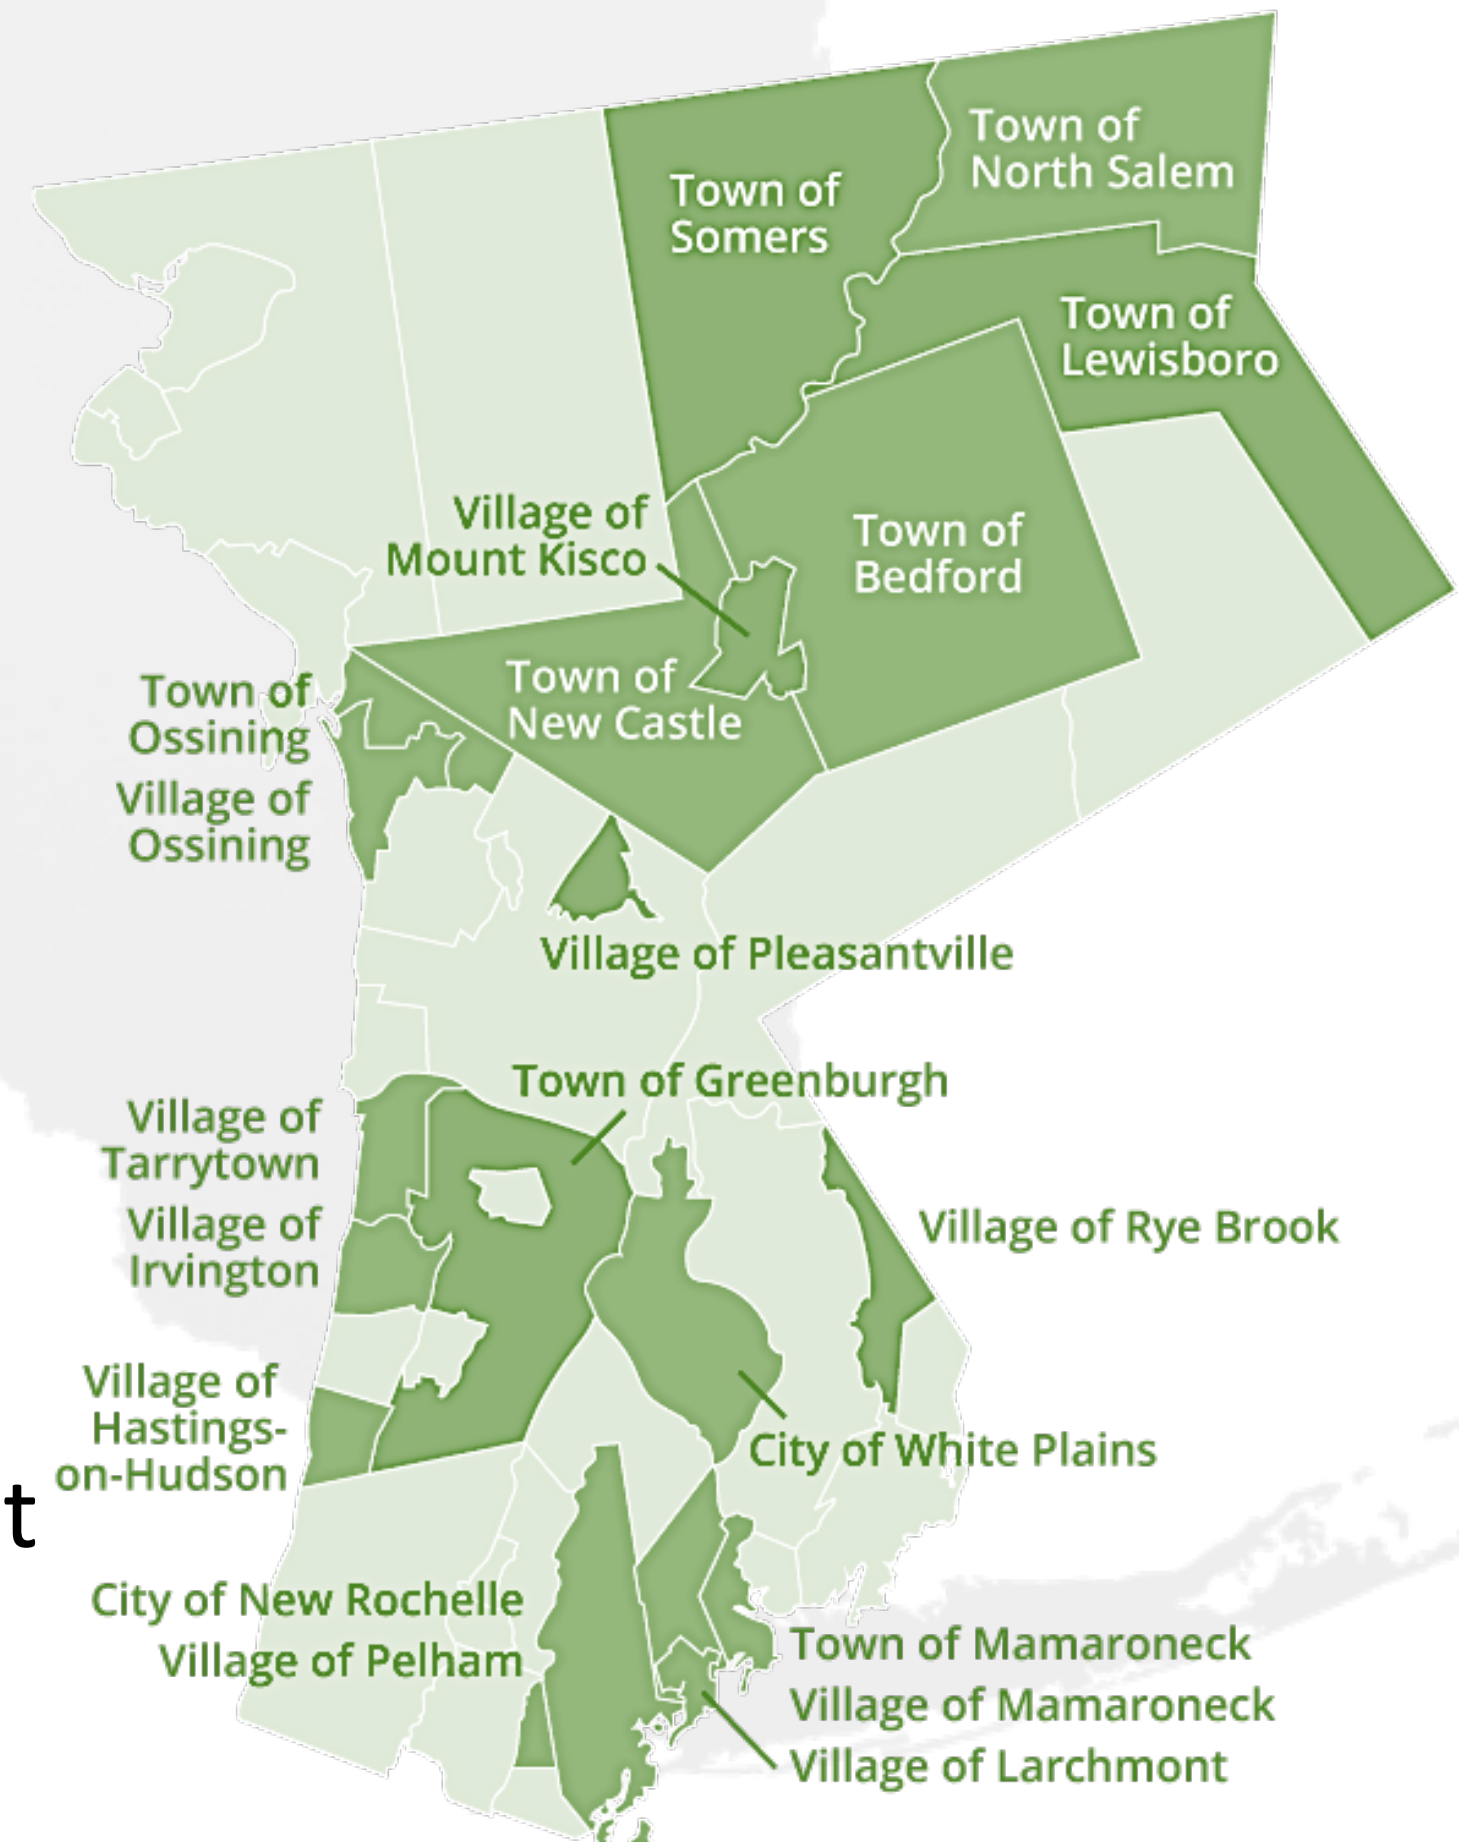 Town of
North Salem
Town of
Somers
Town of
Lewisboro
Village of
Mount Kisco
Town of
Bedford
Town of
New Castle
Town of
Ossining
Village of
Ossining
Village of Pleasantville
Town of Greenburgh
Village of
Tarrytown
Village of
Irvington
Village of Rye Brook
Village of
Hastings-
on-Hudson
City of White Plains
t
City of New Rochelle
Village of Pelham
Town of Mamaroneck
Village of Mamaroneck
Village of Larchmont